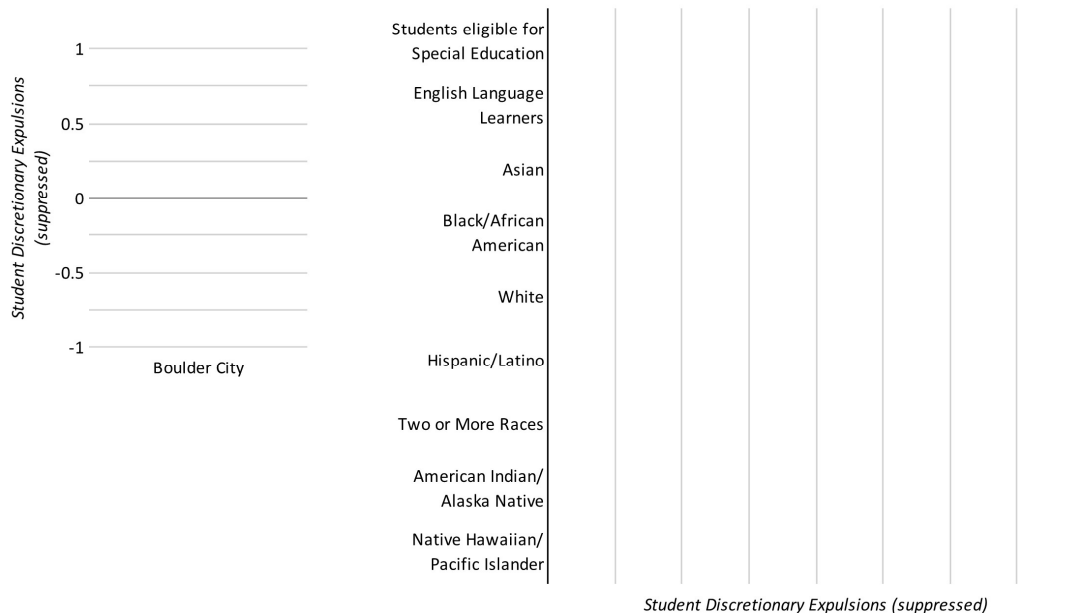 Student Discretionary Expulsions
(suppressed)
1
0.5
0
-0.5
-1
Boulder City
Students eligible for
Special Education
English Language
Learners
Asian
Black/African
American
White
Hispanic/Latino
Two or More Races
American Indian/
Alaska Native
Native Hawaiian/
Pacific Islander
Student Discretionary Expulsions (suppressed)